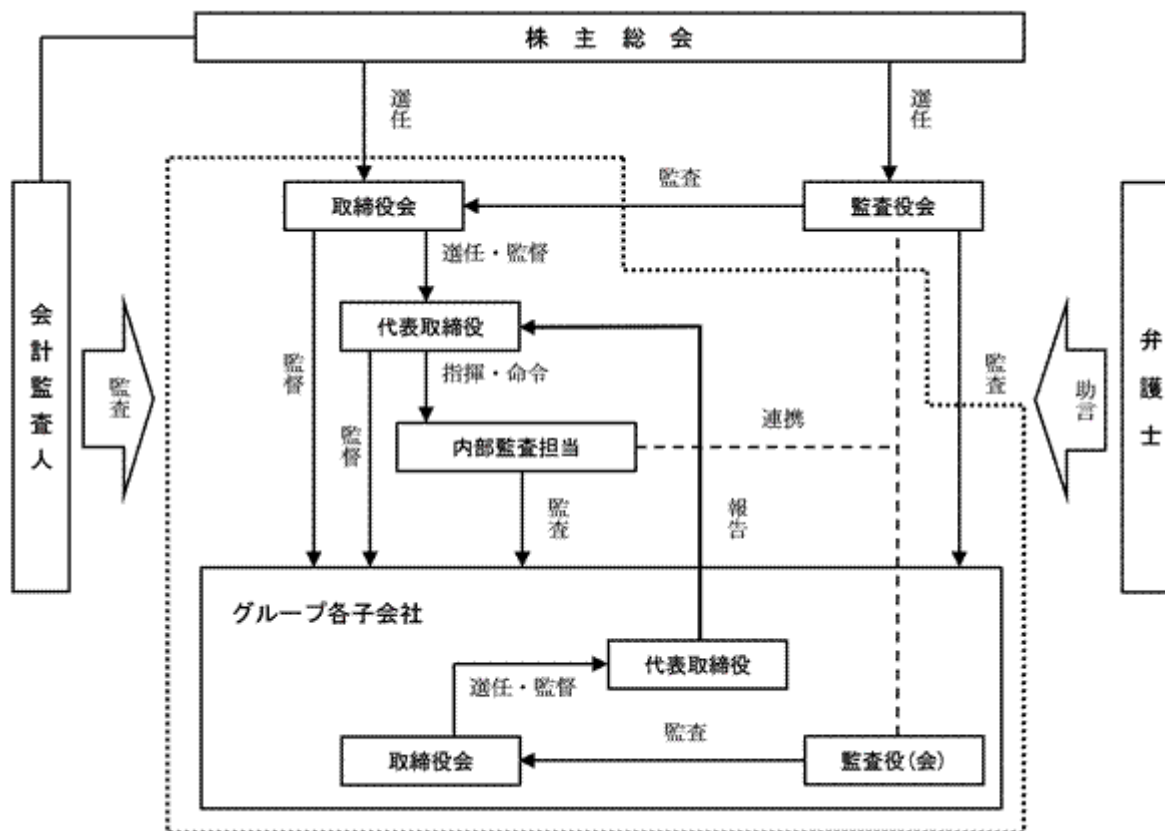 株主総会
選任
選任
取締役会
監査
監査役会
選任・監督
代表取締役
会計監査人
監査
監督
監督
指揮・命令
内部監査担当
連携
監査
報告
監査
助言
弁護士
グループ各子会社
代表取締役
選任・監督
取締役会
監査
監査役(会)